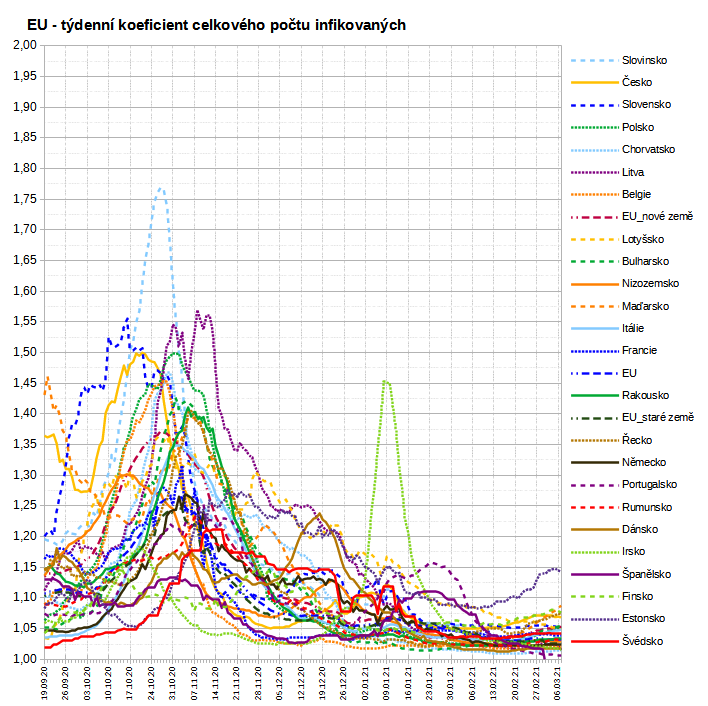 EU - týdenní koeficient celkového počtu infikovaných
2,00
1,95
1,90
1,85
1,80
1,75
1,70
1,65
1,60
1,55
1,50
1,45
1,40
1,35
1,30
1,25
1,20
1,15
1,10
1,05
1,00
19.09.20
26.09.20
03.10.20
10.10.20
17.10.20
24.10.20
31.10.20
07.11.20
14.11.20
21.11.20
28.11.20
05.12.20
12.12.20
19.12.20
26.12.20
02.01.21
09.01.21
16.01.21
23.01.21
30.01.21
06.02.21
13.02.21
20.02.21
27.02.21
06.03.21
Slovinsko
Česko
Slovensko
Polsko
Chorvatsko
Litva
Belgie
EU_nové země
Lotyšsko
Bulharsko
Nizozemsko
Maďarsko
Itálie
Francie
EU
Rakousko
EU_staré země
Řecko
Německo
Portugalsko
Rumunsko
Dánsko
Irsko
Španělsko
Finsko
Estonsko
Švédsko